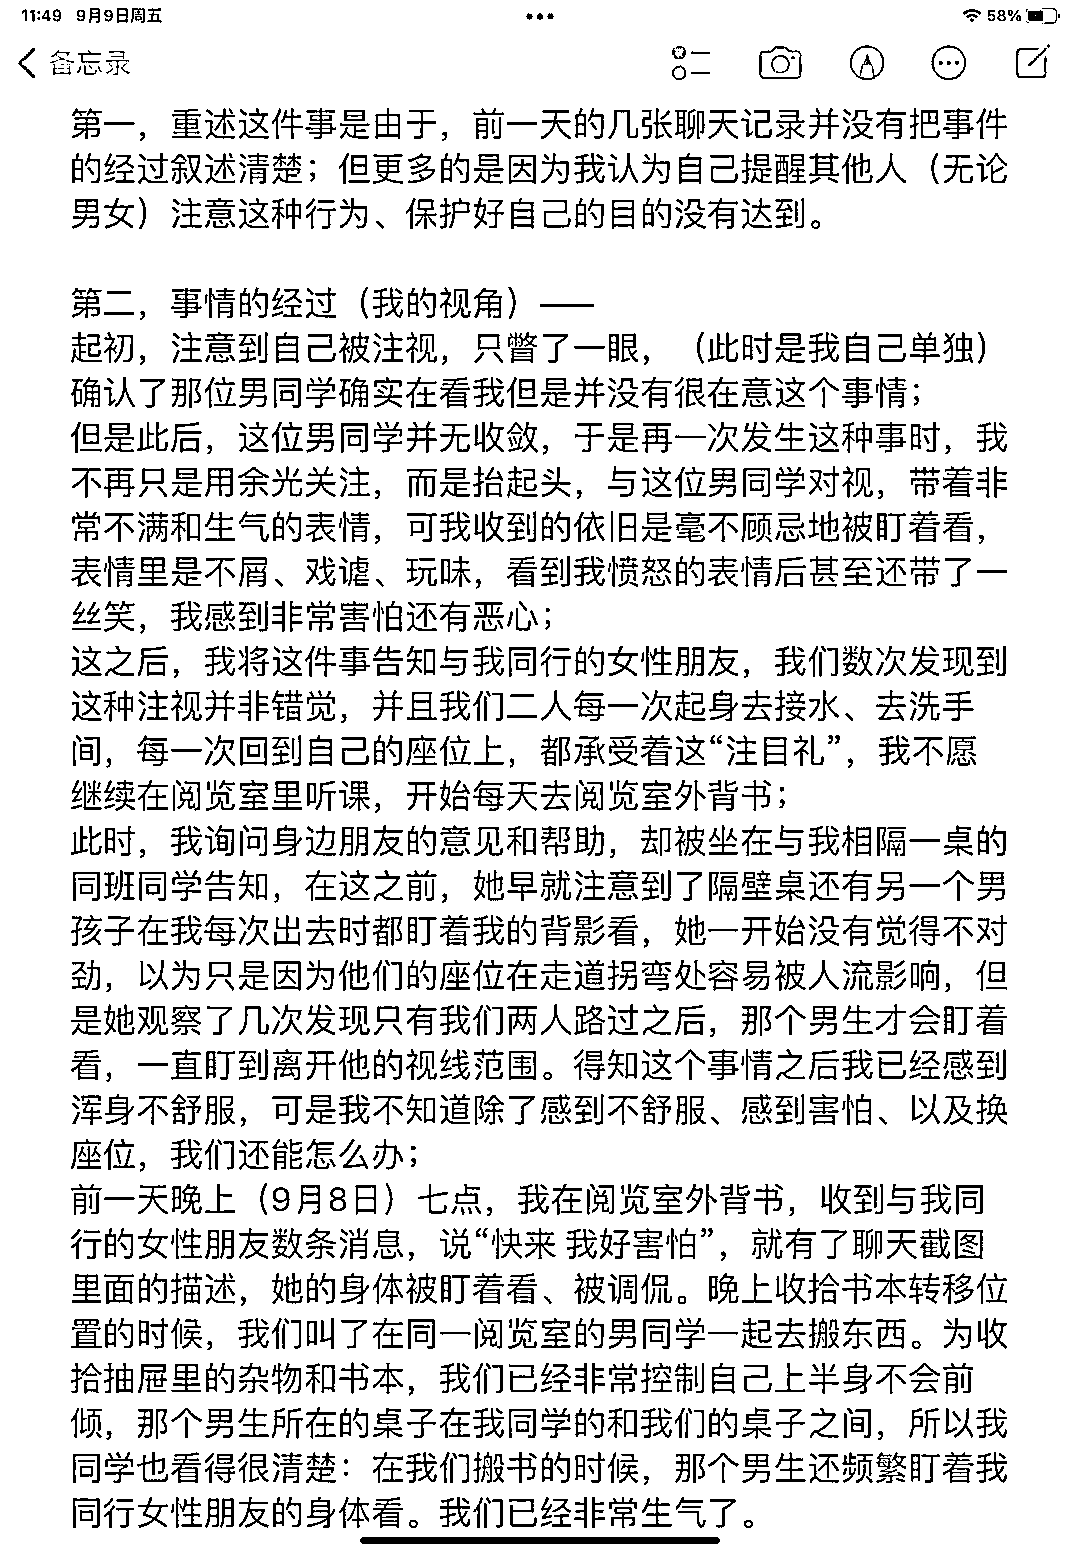 11:49 9月9日周五
58%
备忘录
第一，重述这件事是由于，前一天的几张聊天记录并没有把事件
的经过叙述清楚；但更多的是因为我认为自己提醒其他人（无论
男女）注意这种行为、保护好自己的目的没有达到。
第二，事情的经过（我的视角）——
起初，注意到自己被注视，只瞥了一眼，（此时是我自己单独）
确认了那位男同学确实在看我但是并没有很在意这个事情；
但是此后，这位男同学并无收敛，于是再一次发生这种事时，我
不再只是用余光关注，而是抬起头，与这位男同学对视，带着非
常不满和生气的表情，可我收到的依旧是毫不顾忌地被盯着看，
表情里是不屑、戏谑、玩味，看到我愤怒的表情后甚至还带了一
丝笑，我感到非常害怕还有恶心；
这之后，我将这件事告知与我同行的女性朋友，我们数次发现到
这种注视并非错觉，并且我们二人每一次起身去接水、去洗手
间，每一次回到自己的座位上，都承受着这“注目礼”，我不愿
继续在阅览室里听课，开始每天去阅览室外背书；
此时，我询问身边朋友的意见和帮助，却被坐在与我相隔一桌的
同班同学告知，在这之前，她早就注意到了隔壁桌还有另一个男
孩子在我每次出去时都盯着我的背影看，她一开始没有觉得不对
劲，以为只是因为他们的座位在走道拐弯处容易被人流影响，但
是她观察了几次发现只有我们两人路过之后，那个男生才会盯着
看，一直盯到离开他的视线范围。得知这个事情之后我已经感到
浑身不舒服，可是我不知道除了感到不舒服、感到害怕、以及换
座位，我们还能怎么办；
前一天晚上（9月8日）七点，我在阅览室外背书，收到与我同
行的女性朋友数条消息，说“快来 我好害怕”，就有了聊天截图
里面的描述，她的身体被盯着看、被调侃。晚上收拾书本转移位
置的时候，我们叫了在同一阅览室的男同学一起去搬东西。为收
拾抽屉里的杂物和书本，我们已经非常控制自己上半身不会前
倾，那个男生所在的桌子在我同学的和我们的桌子之间，所以我
同学也看得很清楚：在我们搬书的时候，那个男生还频繁盯着我
同行女性朋友的身体看。我们已经非常生气了。